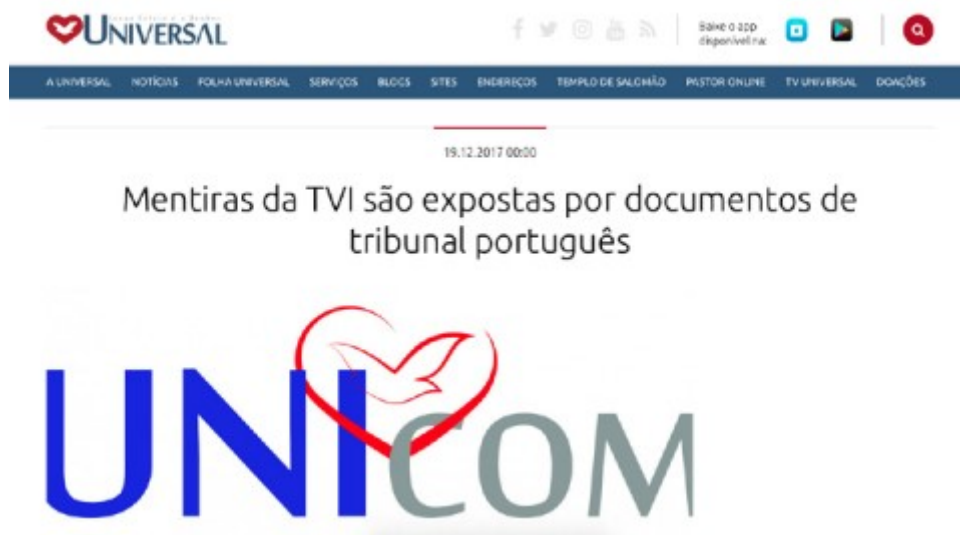 UNIVERSAL
Baixe o app
disponível na:
A UNIVERSAL NOTÍCIAS FOLHA UNIVERSAL SERVIÇOS BLOGS SITES ENDEREÇOS TEMPLO DE SALOMÃO PASTOR ONLINE TV UNIVERSAL DOAÇÕES
19.12.2017 00:00
Mentiras da TVI são expostas por documentos de
tribunal português
UNICOM